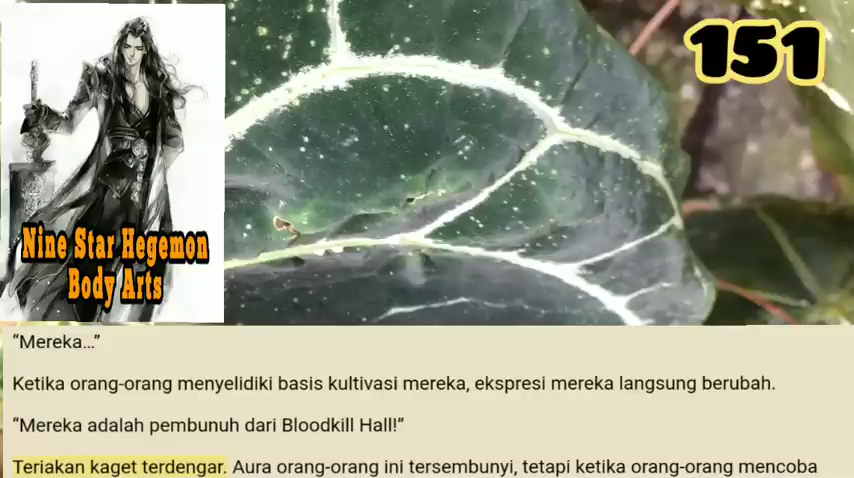 151
Nine Star Hegemon
Body Arts
“Mereka…”
Ketika orang-orang menyelidiki basis kultivasi mereka, ekspresi mereka langsung berubah.
“Mereka adalah pembunuh dari Bloodkill Hall!”
Teriakan kaget terdengar. Aura orang-orang ini tersembunyi, tetapi ketika orang-orang mencoba